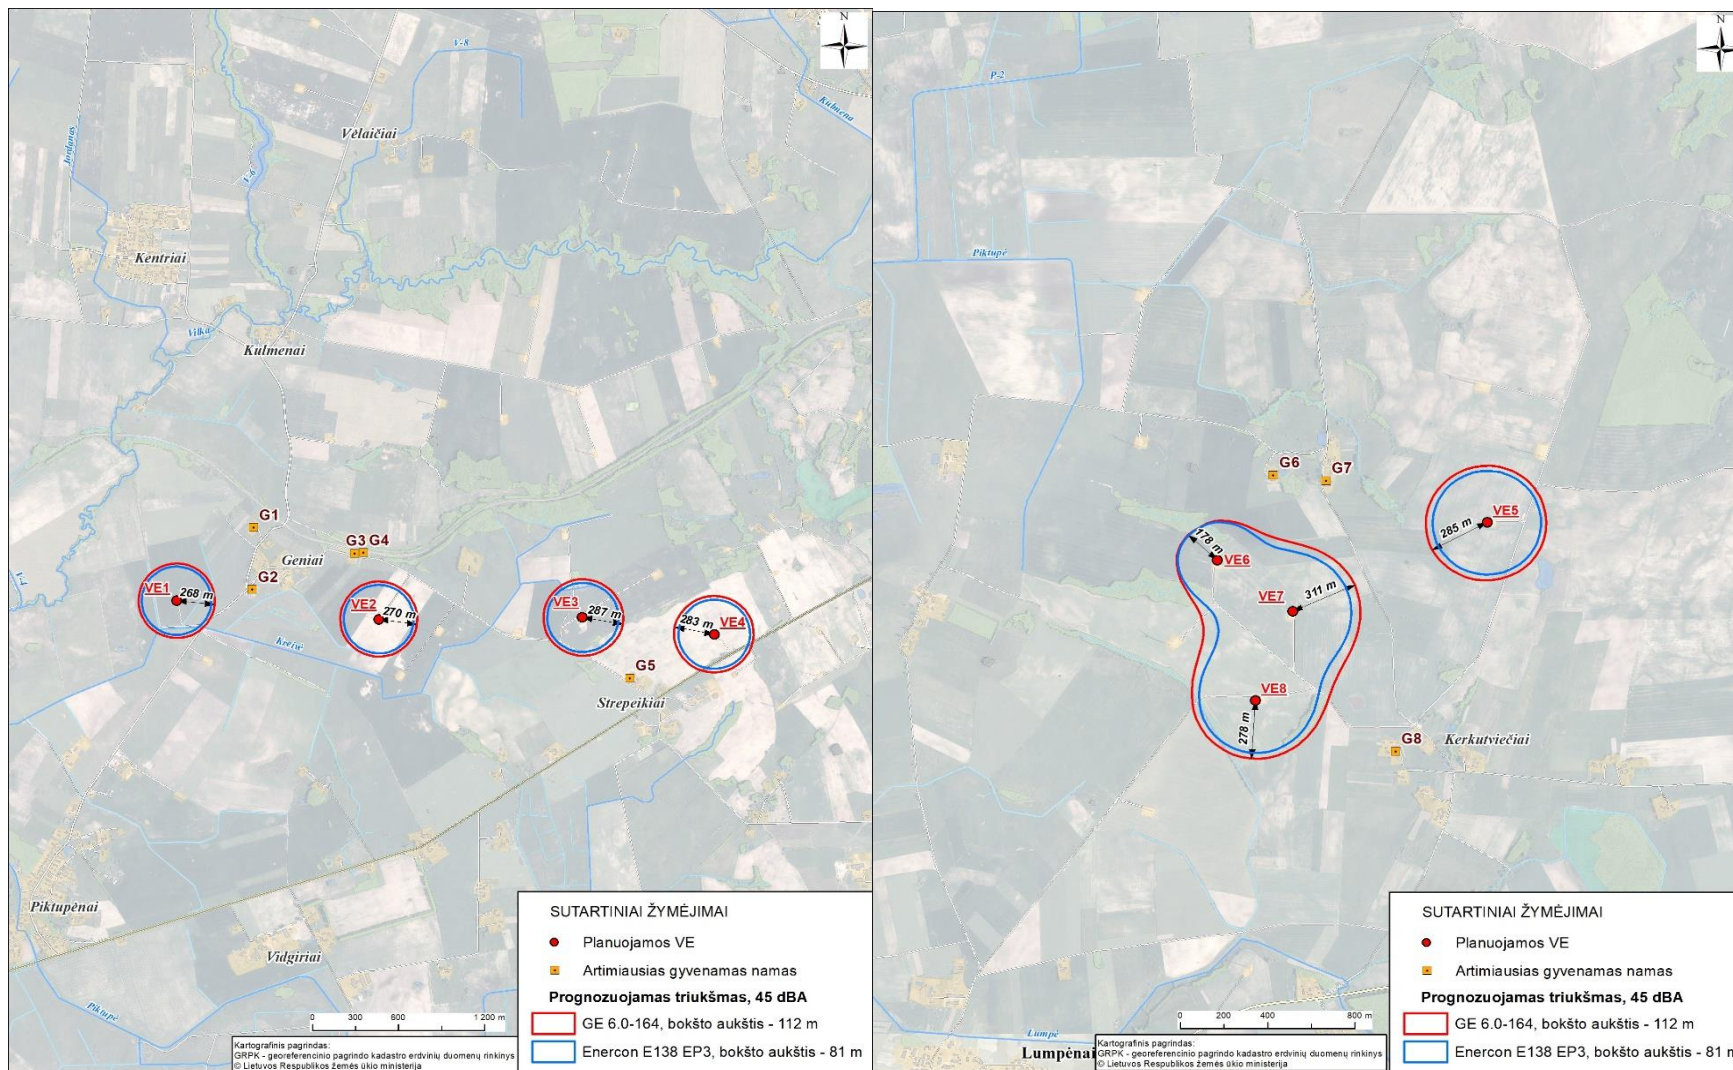 N
V-8
Kulmena
Jordanas
Vėlaičiai
V-6
Kentriai
Vilka
Kulmenai
G1
G3 G4
Geniai
V-4
G2
VE1
268 m
VE2
270 m
VE3
287 m
283 m
VE4
Kreivė
G5
Strepeikiai
Piktupėnai
Vidgiriai
Piktupė
0 300 600 1 200 m
Kartografinis pagrindas:
GRPK - georeferencinio pagrindo kadastro erdvinių duomenų rinkinys
© Lietuvos Respublikos žemės ūkio ministerija
SUTARTINIAI ŽYMĖJIMAI
Planuojamos VE
Artimiausias gyvenamas namas
Prognozuojamas triukšmas, 45 dBA
GE 6.0-164, bokšto aukštis - 112 m
Enercon E138 EP3, bokšto aukštis - 81 m
N
P-2
Piktupė
G6
G7
VE5
285 m
178 m
VE6
311 m
VE7
VE8
278 m
G8
Kerkutviečiai
Lumpė
Lumpėnai
0 200 400 800 m
Kartografinis pagrindas:
GRPK - georeferencinio pagrindo kadastro erdvinių duomenų rinkinys
© Lietuvos Respublikos žemės ūkio ministerija
SUTARTINIAI ŽYMĖJIMAI
Planuojamos VE
Artimiausias gyvenamas namas
Prognozuojamas triukšmas, 45 dBA
GE 6.0-164, bokšto aukštis - 112 m
Enercon E138 EP3, bokšto aukštis - 81 m